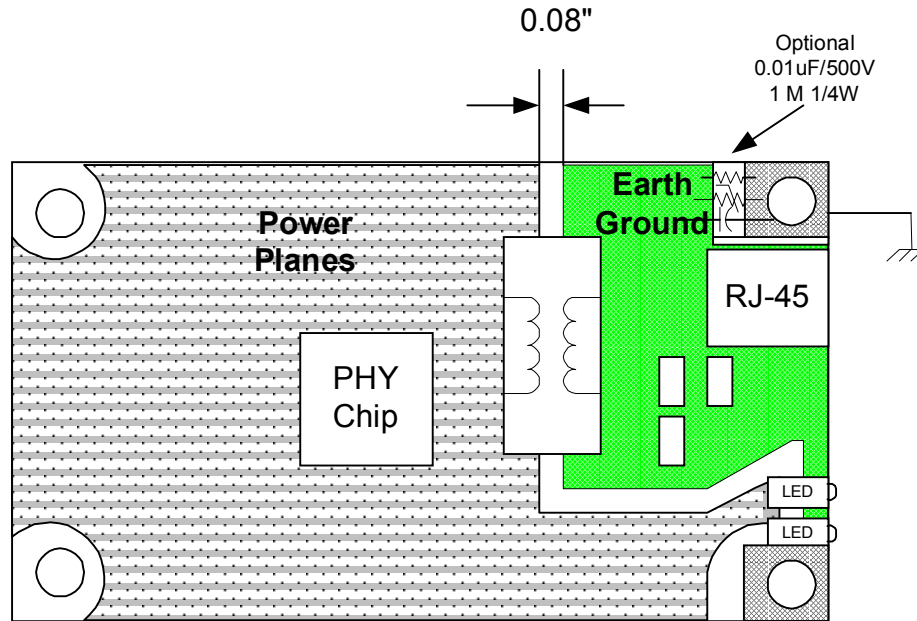 0.08"
Optional
0.01uF/500V
1 M 1/4W
Earth
Ground
Power
Planes
RJ-45
PHY
Chip
LED
LED